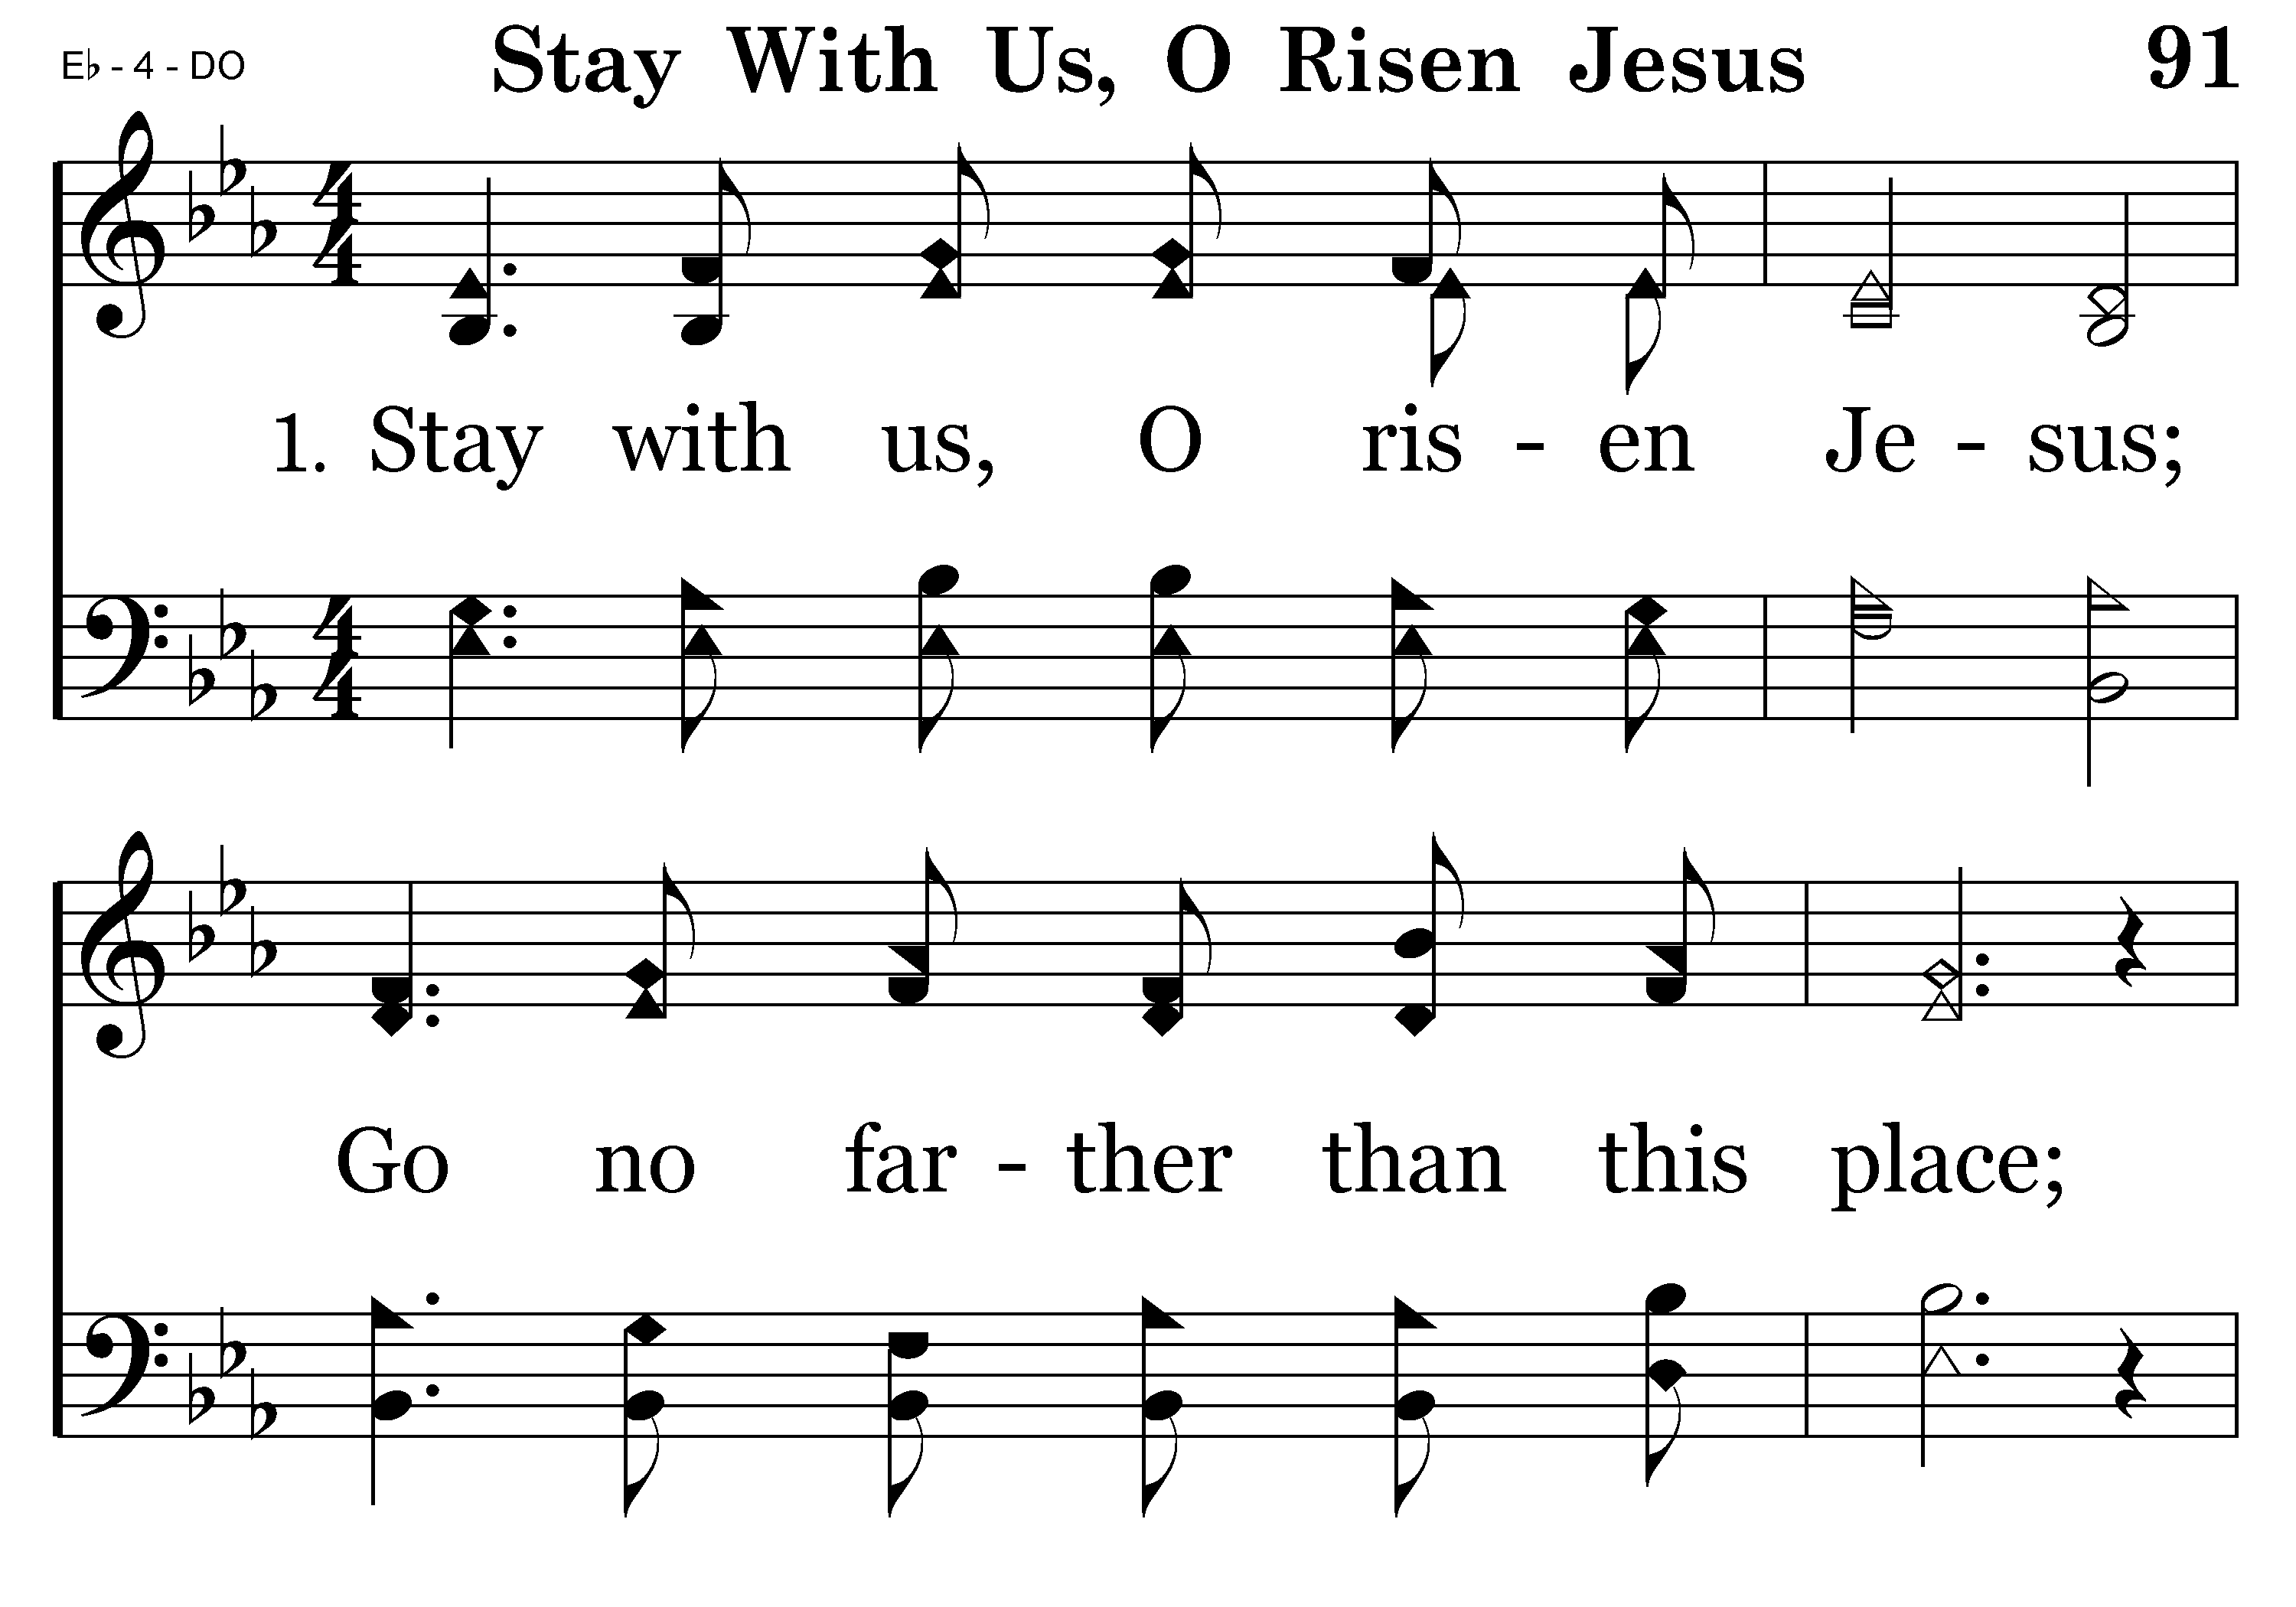 E♭ - 4 - DO Stay With Us, O Risen Jesus 91
1. Stay with us, O ris - en Je - sus;
Go no far - ther than this place;